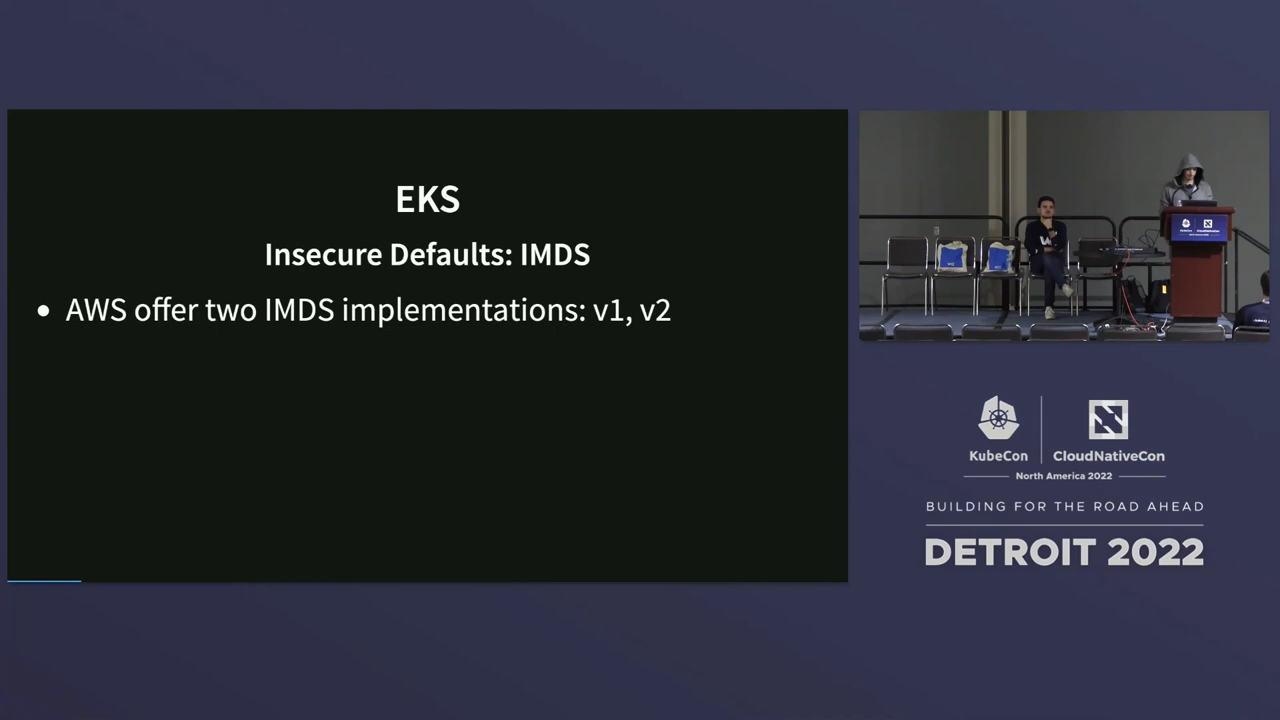 EKS
Insecure Defaults: IMDS
• AWS offer two IMDS implementations: v1, v2
KubeCon
CloudNativeCon
North America 2022
BUILDING FOR THE ROAD AHEAD
DETROIT 2022